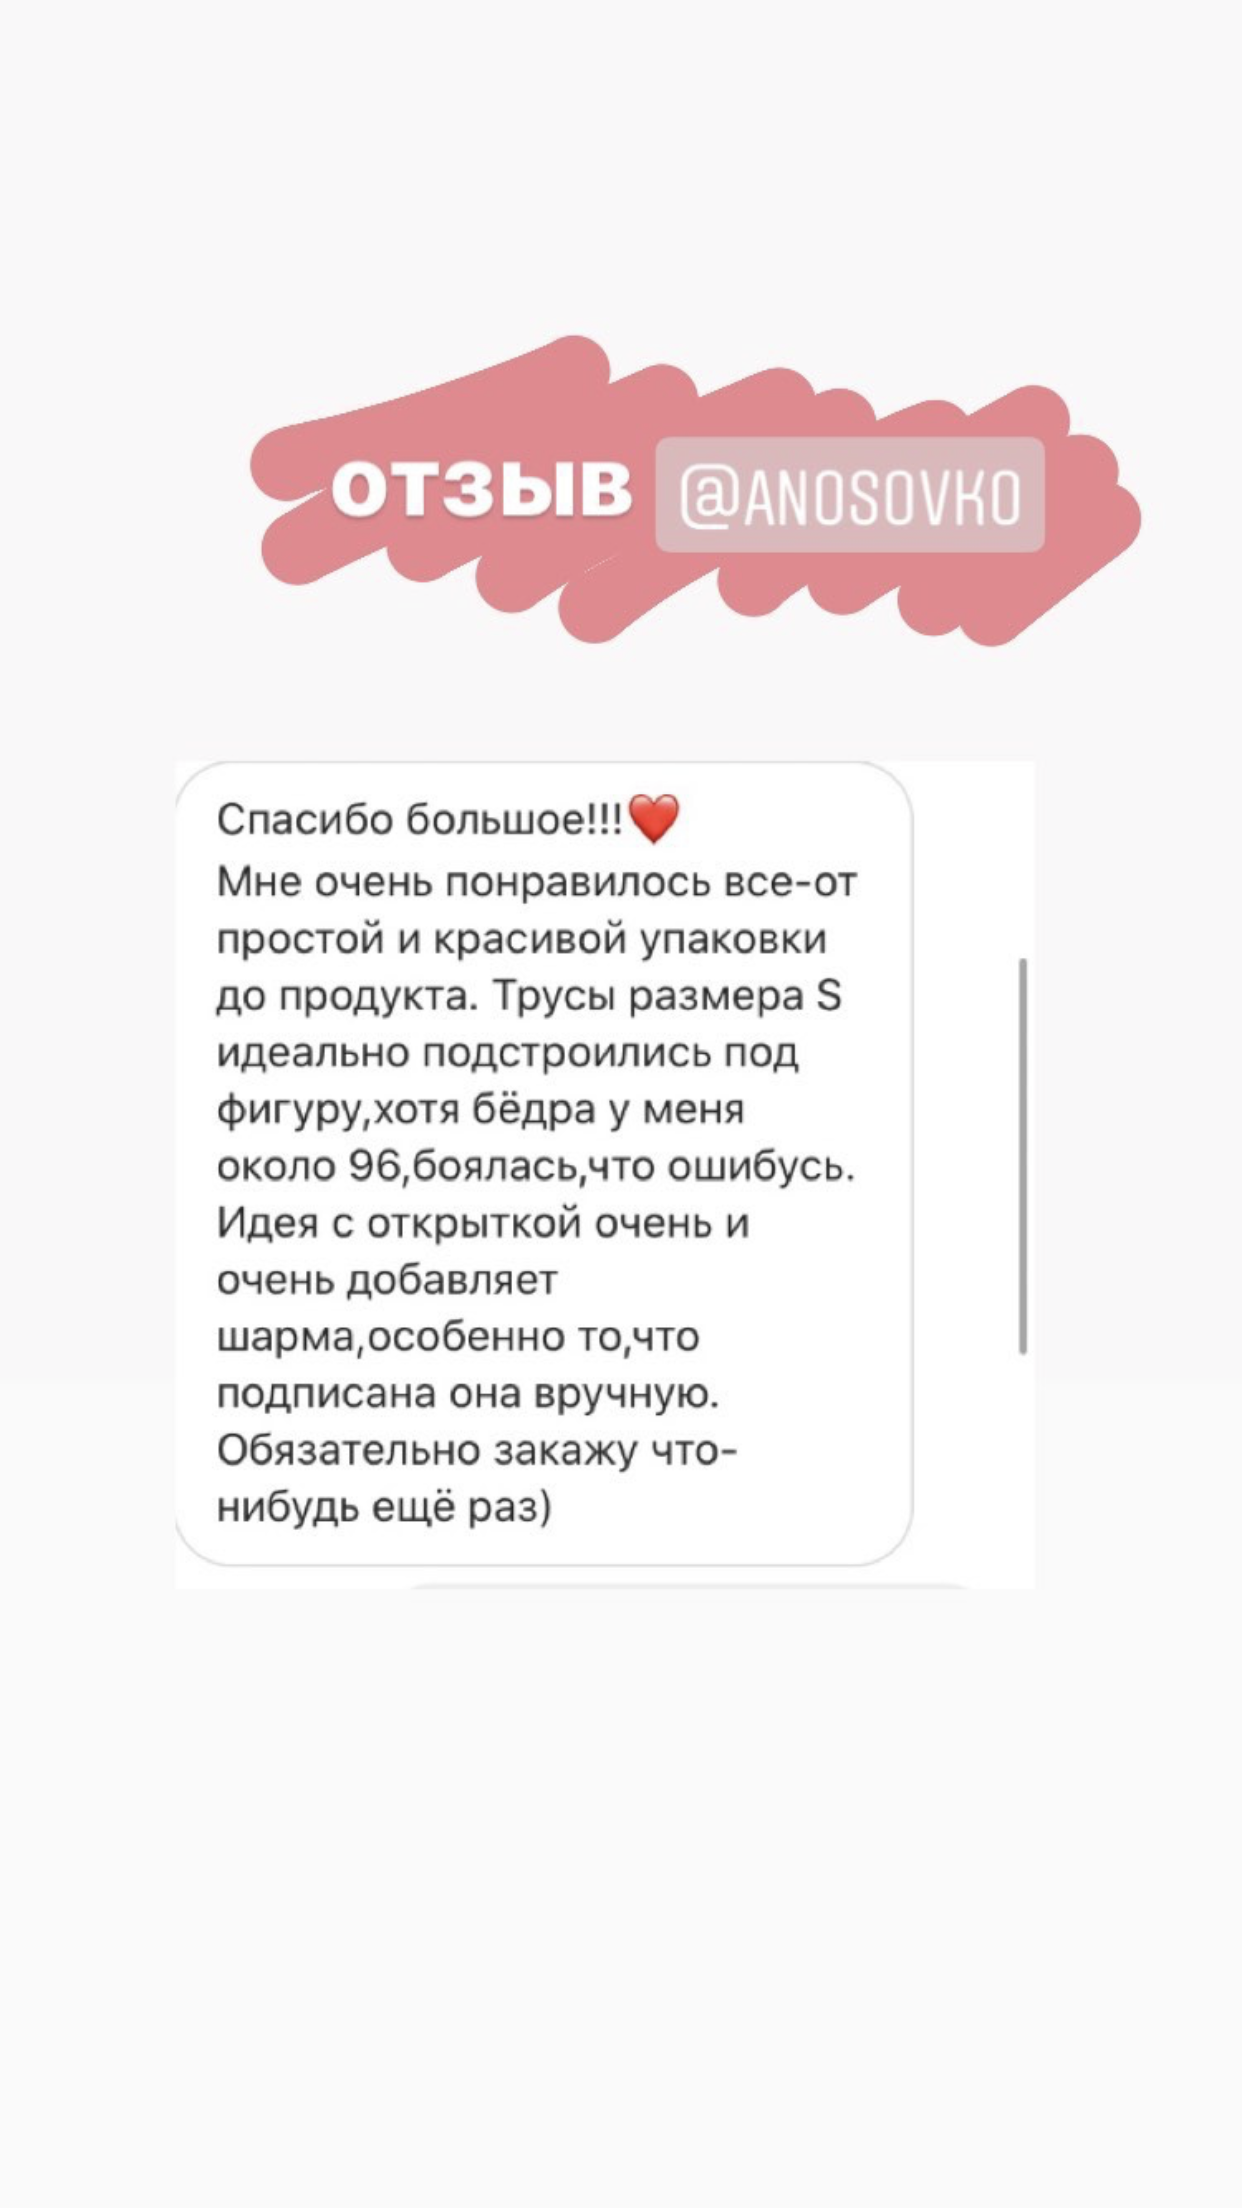 отзыв @ANOSOVKO
Спасибо большое!!!❤️
Мне очень понравилось все-от
простой и красивой упаковки
до продукта. Трусы размера S
идеально подстроились под
фигуру,хотя бёдра у меня
около 96,боялась,что ошибусь.
Идея с открыткой очень и
очень добавляет
шарма,особенно то,что
подписана она вручную.
Обязательно закажу что-
нибудь ещё раз)